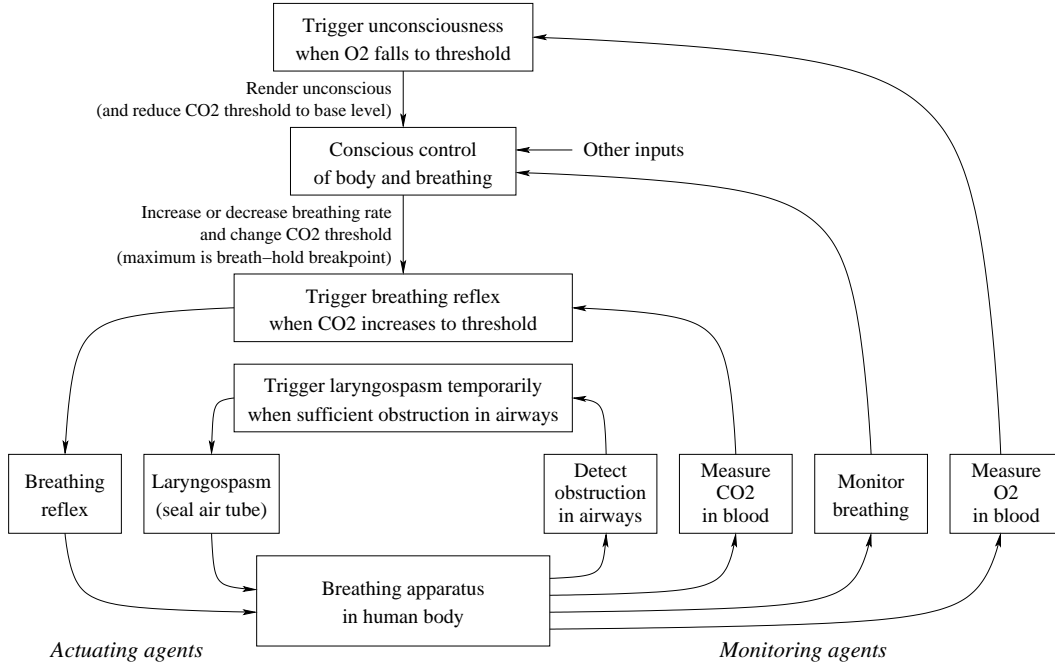 Trigger unconsciousness
when O2 falls to threshold
Render unconscious
(and reduce CO2 threshold to base level)
Conscious control
of body and breathing
Other inputs
Increase or decrease breathing rate
and change CO2 threshold
(maximum is breath−hold breakpoint)
Trigger breathing reflex
when CO2 increases to threshold
Trigger laryngospasm temporarily
when sufficient obstruction in airways
Breathing
reflex
Laryngospasm
(seal air tube)
Detect
obstruction
in airways
Measure
CO2
in blood
Monitor
breathing
Measure
O2
in blood
Breathing apparatus
in human body
Actuating agents
Monitoring agents